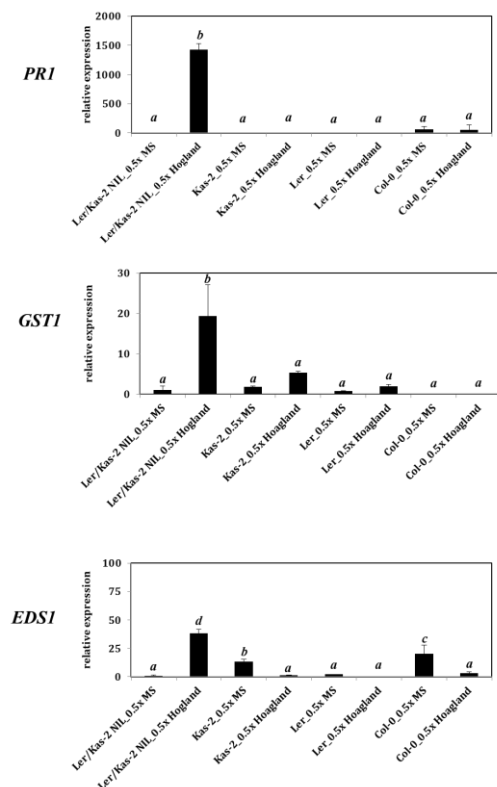 PR1
relative expression
2000
1500
1000
500
0
a
b
a
a
a
a
a
a
Ler/Kas-2 NIL_0.5x MS
Ler/Kas-2 NIL_0.5x Hogland
Kas-2_0.5x MS
Kas-2_0.5x Hoagland
Ler_0.5x MS
Ler_0.5x Hoagland
Col-0_0.5x MS
Col-0_0.5x Hoagland
GST1
relative expression
30
20
10
0
a
b
a
a
a
a
a
a
Ler/Kas-2 NIL_0.5x MS
Ler/Kas-2 NIL_0.5x Hogland
Kas-2_0.5x MS
Kas-2_0.5x Hoagland
Ler_0.5x MS
Ler_0.5x Hoagland
Col-0_0.5x MS
Col-0_0.5x Hoagland
EDS1
relative expression
100
75
50
25
0
a
d
b
a
a
a
c
a
Ler/Kas-2 NIL_0.5x MS
Ler/Kas-2 NIL_0.5x Hogland
Kas-2_0.5x MS
Kas-2_0.5x Hoagland
Ler_0.5x MS
Ler_0.5x Hoagland
Col-0_0.5x MS
Col-0_0.5x Hoagland